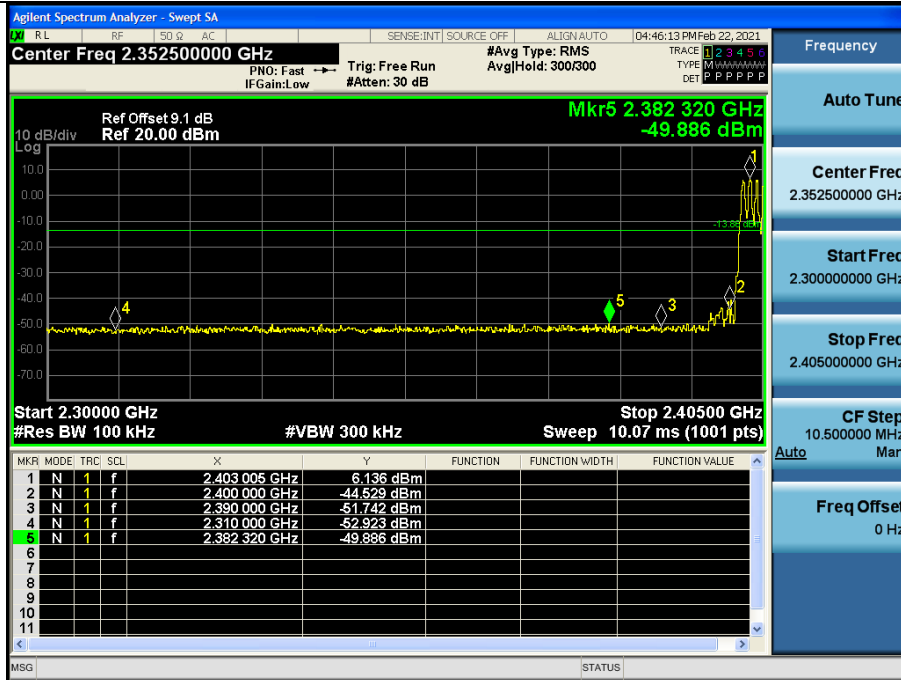 Agilent Spectrum Analyzer - Swept SA
LXI RL RF 50 Ω AC SENSE:INT SOURCE OFF ALIGN AUTO 04:46:13 PM Feb 22, 2021
Center Freq 2.352500000 GHz
PNO: Fast
IFGain:Low
Trig: Free Run
#Atten: 30 dB
#Avg Type: RMS
Avg|Hold: 300/300
TRACE 1 2 3 4 5 6
TYPE M WWWWW
DET P P P P P P
Mkr5 2.382 320 GHz
-49.886 dBm
10 dB/div
Log
Ref Offset 9.1 dB
Ref 20.00 dBm
10.0
0.00
-10.0
-20.0
-30.0
-40.0
-50.0
-60.0
-70.0
1
-13.86 dBm
2
3
4
5
Start 2.30000 GHz
Stop 2.40500 GHz
#Res BW 100 kHz
#VBW 300 kHz
Sweep 10.07 ms (1001 pts)
MKR MODE TRC SCL X Y FUNCTION FUNCTION WIDTH FUNCTION VALUE
1 N 1 f 2.403 005 GHz 6.136 dBm
2 N 1 f 2.400 000 GHz -44.529 dBm
3 N 1 f 2.390 000 GHz -51.742 dBm
4 N 1 f 2.310 000 GHz -52.923 dBm
5 N 1 f 2.382 320 GHz -49.886 dBm
6
7
8
9
10
11
MSG
STATUS
Frequency
Auto Tune
Center Freq
2.352500000 GHz
Start Freq
2.300000000 GHz
Stop Freq
2.405000000 GHz
CF Step
10.500000 MHz
Auto Man
Freq Offset
0 Hz